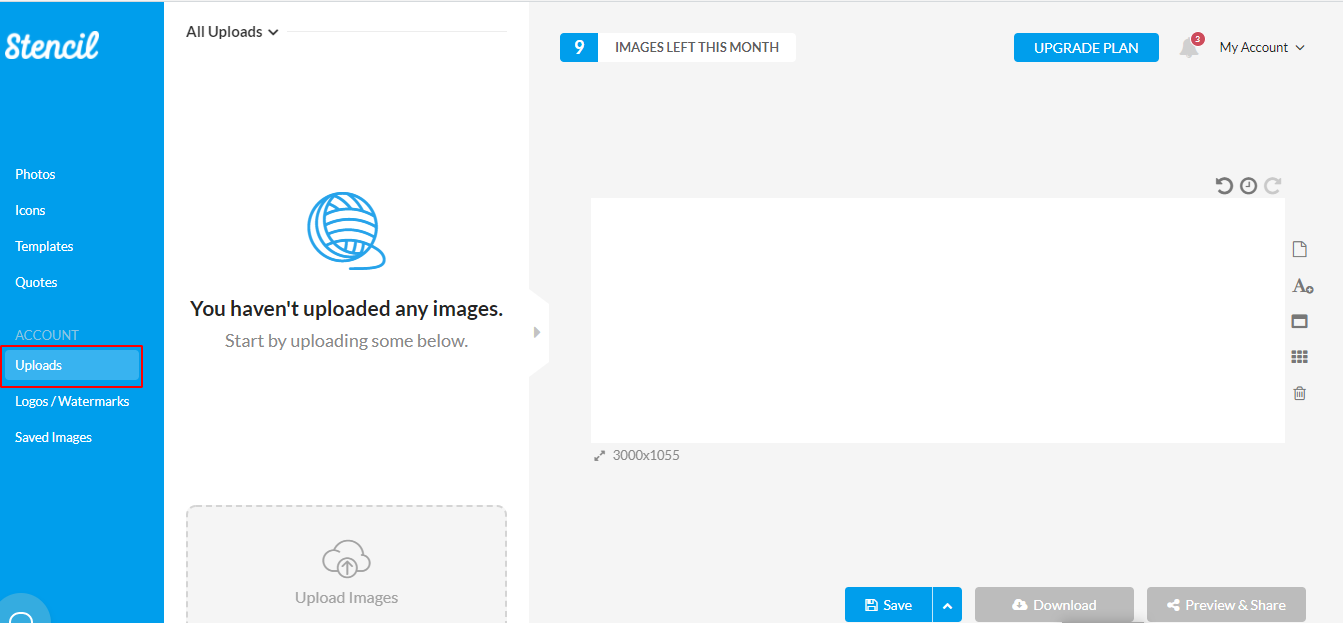 Stencil
Photos
Icons
Templates
Quotes
ACCOUNT
Uploads
Logos / Watermarks
Saved Images
All Uploads
You haven't uploaded any images.
Start by uploading some below.
Upload Images
9 IMAGES LEFT THIS MONTH
UPGRADE PLAN
3
My Account
A
3000x1055
Save
Download
Preview & Share